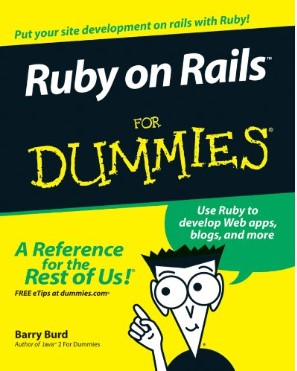 Put your site development on rails with Ruby!
Ruby on Rails™
FOR
DUMMIES®
Use Ruby to
develop Web apps,
blogs, and more
A Reference
for the
Rest of Us!®
FREE eTips at dummies.com®
Barry Burd
Author of Java® 2 For Dummies